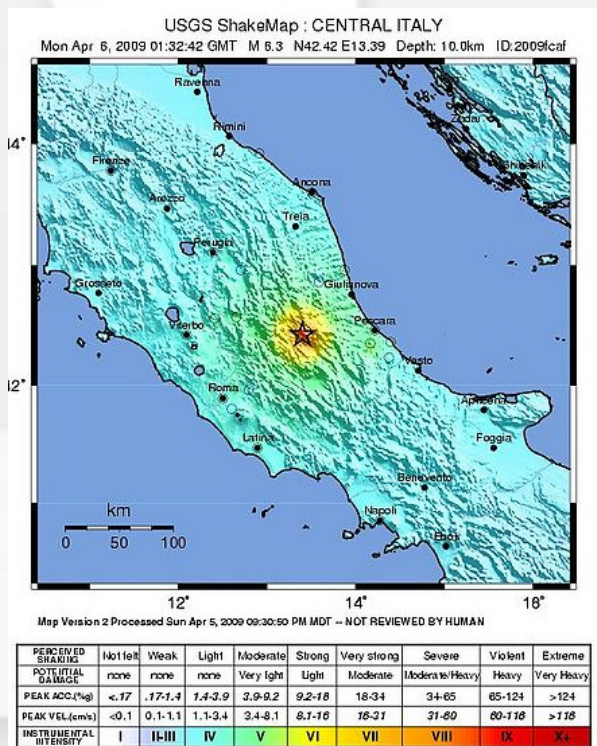 USGS ShakeMap : CENTRAL ITALY
Mon Apr 6, 2009 01:32:42 GMT M 6.3 N42.42 E13.39 Depth: 10.0km ID:2009fcaf
Ravenna
Zadar
44°
Rimini
Firenze
Shibenik
Arezzo
Ancona
Treia
Perugia
Grosseto
Giulianova
Viterbo
Pescara
Vasto
42°
Roma
Apricena
Latina
Foggia
Benevento
km
Napoli
0 50 100
Eboli
12° 14° 16°
Map Version 2 Processed Sun Apr 5, 2009 09:30:50 PM MDT -- NOT REVIEWED BY HUMAN
PERCEIVED SHAKING Not felt Weak Light Moderate Strong Very strong Severe Violent Extreme
POTENTIAL DAMAGE none none none Very light Light Moderate Moderate/Heavy Heavy Very Heavy
PEAK ACC.(%g) <.17 .17-1.4 1.4-3.9 3.9-9.2 9.2-18 18-34 34-65 65-124 >124
PEAK VEL.(cm/s) <0.1 0.1-1.1 1.1-3.4 3.4-8.1 8.1-16 16-31 31-60 60-116 >116
INSTRUMENTAL INTENSITY I II-III IV V VI VII VIII IX X+